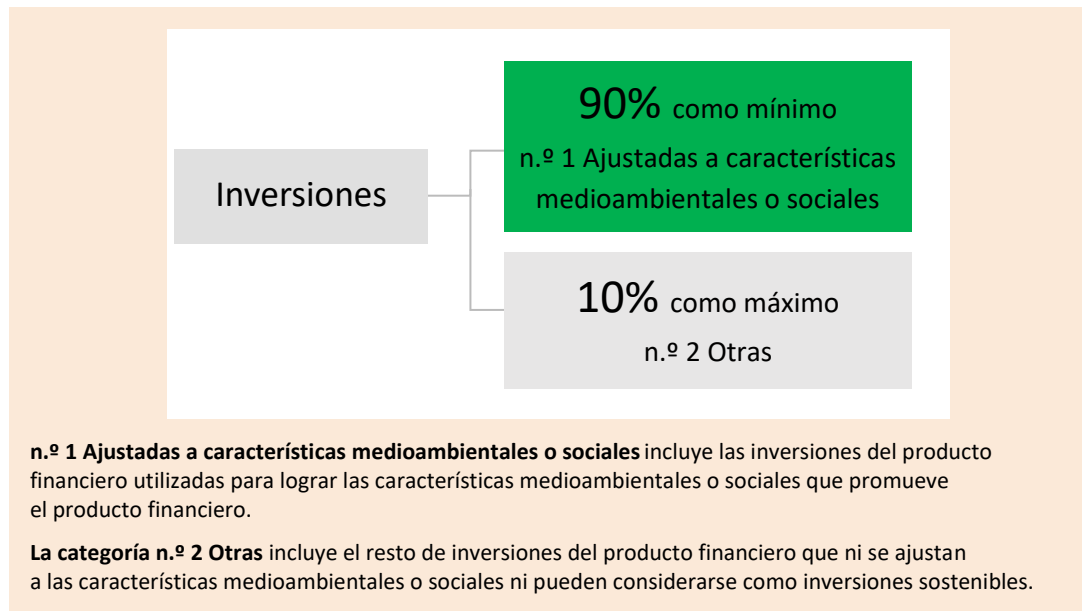 90% como mínimo
n.º 1 Ajustadas a características
medioambientales o sociales
Inversiones
10% como máximo
n.º 2 Otras
n.º 1 Ajustadas a características medioambientales o sociales incluye las inversiones del producto
financiero utilizadas para lograr las características medioambientales o sociales que promueve
el producto financiero.
La categoría n.º 2 Otras incluye el resto de inversiones del producto financiero que ni se ajustan
a las características medioambientales o sociales ni pueden considerarse como inversiones sostenibles.